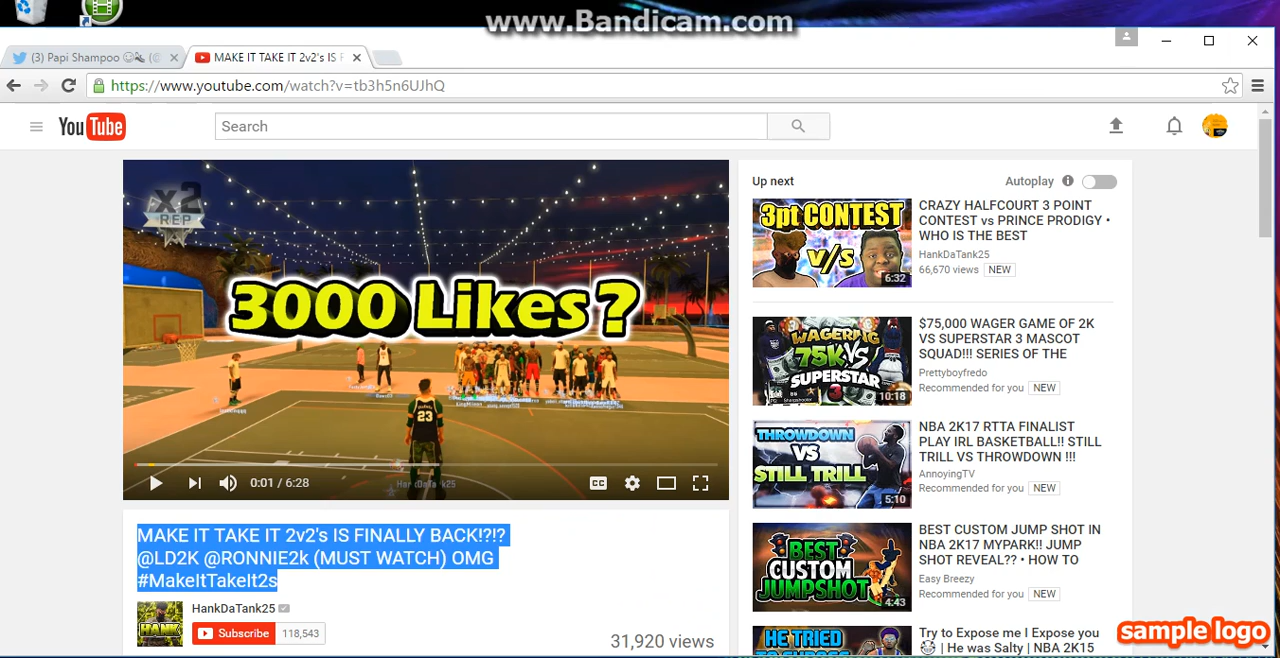 www.Bandicam.com
(3) Papi Shampoo
MAKE IT TAKE IT 2v2's IS F
https://www.youtube.com/watch?v=tb3h5n6UJhQ
YouTube
Search
x2
REP
3000 Likes?
23
0:01 / 6:28
CC
MAKE IT TAKE IT 2v2's IS FINALLY BACK!?!?
@LD2K @RONNIE2k (MUST WATCH) OMG
#MakeItTakeIt2s
HANK
HankDaTank25
Subscribe 118,543
31,920 views
Up next
Autoplay
3pt CONTEST
v/s
6:32
CRAZY HALFCOURT 3 POINT
CONTEST vs PRINCE PRODIGY •
WHO IS THE BEST
HankDaTank25
66,670 views NEW
WAGERING
75K VS
SUPERSTAR
3
10:18
$75,000 WAGER GAME OF 2K
VS SUPERSTAR 3 MASCOT
SQUAD!!! SERIES OF THE
Prettyboyfredo
Recommended for you NEW
THROWDOWN
VS
STILL TRILL
5:10
NBA 2K17 RTTA FINALIST
PLAY IRL BASKETBALL!! STILL
TRILL VS THROWDOWN !!!
AnnoyingTV
Recommended for you NEW
BEST
CUSTOM
JUMPSHOT
4:43
BEST CUSTOM JUMP SHOT IN
NBA 2K17 MYPARK!! JUMP
SHOT REVEAL?? • HOW TO
Easy Breezy
Recommended for you NEW
HE TRIED
Try to Expose me I Expose you
| He was Salty | NBA 2K15
sample logo